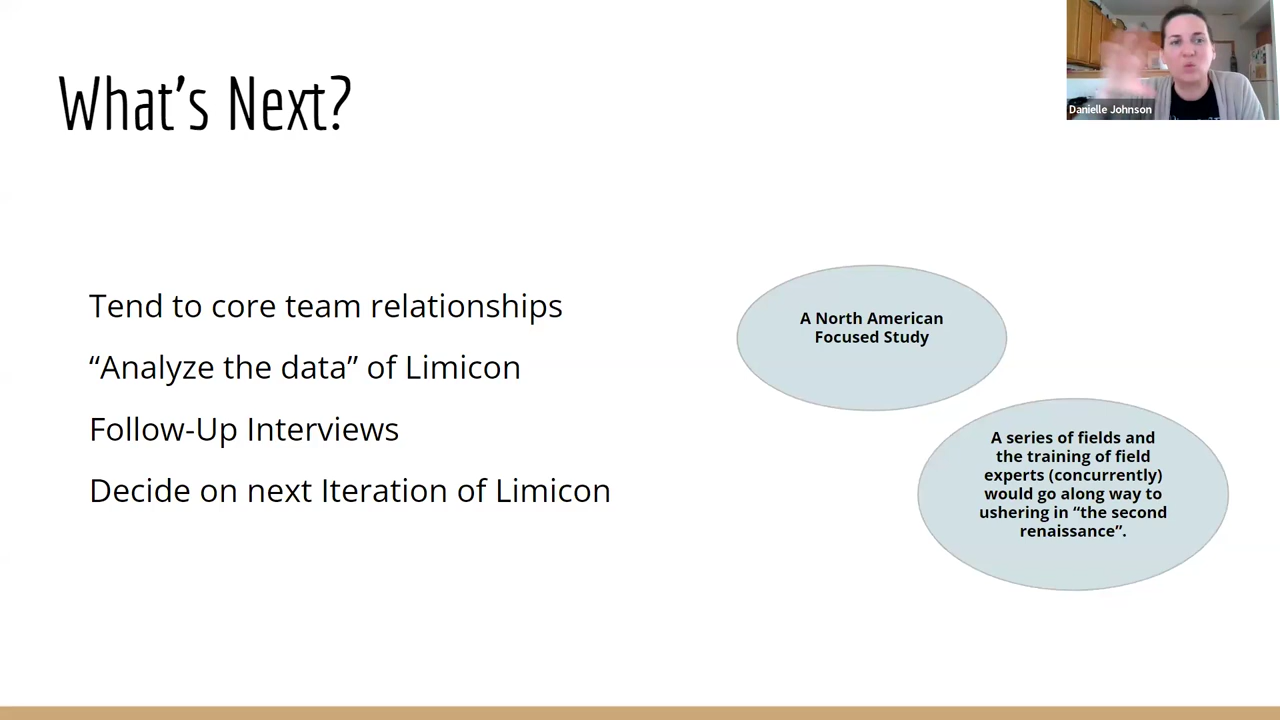 What's Next?
Danielle Johnson
Tend to core team relationships
“Analyze the data” of Limicon
Follow-Up Interviews
Decide on next Iteration of Limicon
A North American
Focused Study
A series of fields and
the training of field
experts (concurrently)
would go along way to
ushering in “the second
renaissance”.